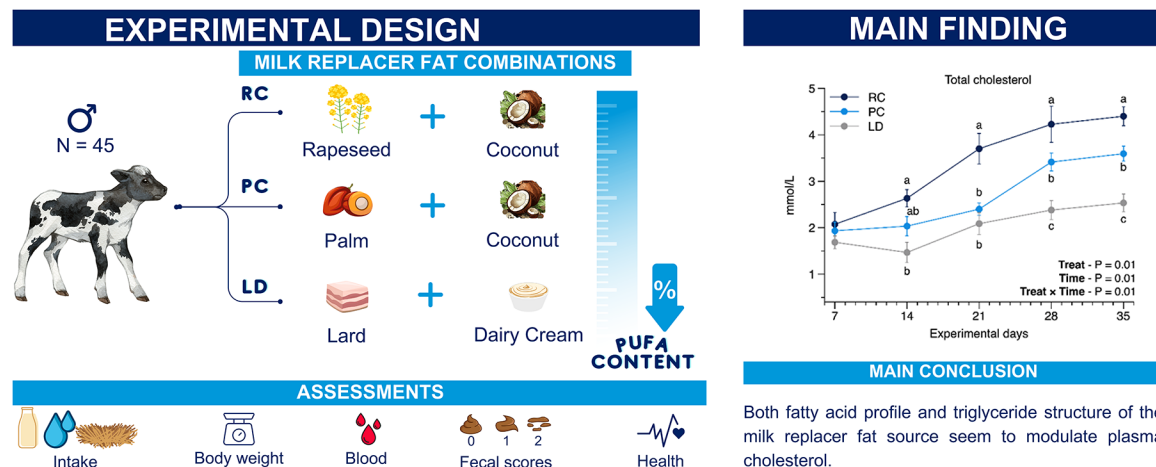 EXPERIMENTAL DESIGN
MILK REPLACER FAT COMBINATIONS
♂
N = 45
RC
Rapeseed
+
Coconut
PC
Palm
+
Coconut
LD
Lard
+
Dairy Cream
%
PUFA
CONTENT
ASSESSMENTS
0 1 2
Intake
Body weight
Blood
Fecal scores
Health
MAIN FINDING
Total cholesterol
RC
PC
LD
mmol/L
5
4
3
2
1
a
a
a
a
ab
b
b
b
b
b
c
c
Treat - P = 0.01
Time - P = 0.01
Treat x Time - P = 0.01
7 14 21 28 35
Experimental days
MAIN CONCLUSION
Both fatty acid profile and triglyceride structure of the
milk replacer fat source seem to modulate plasma
cholesterol.